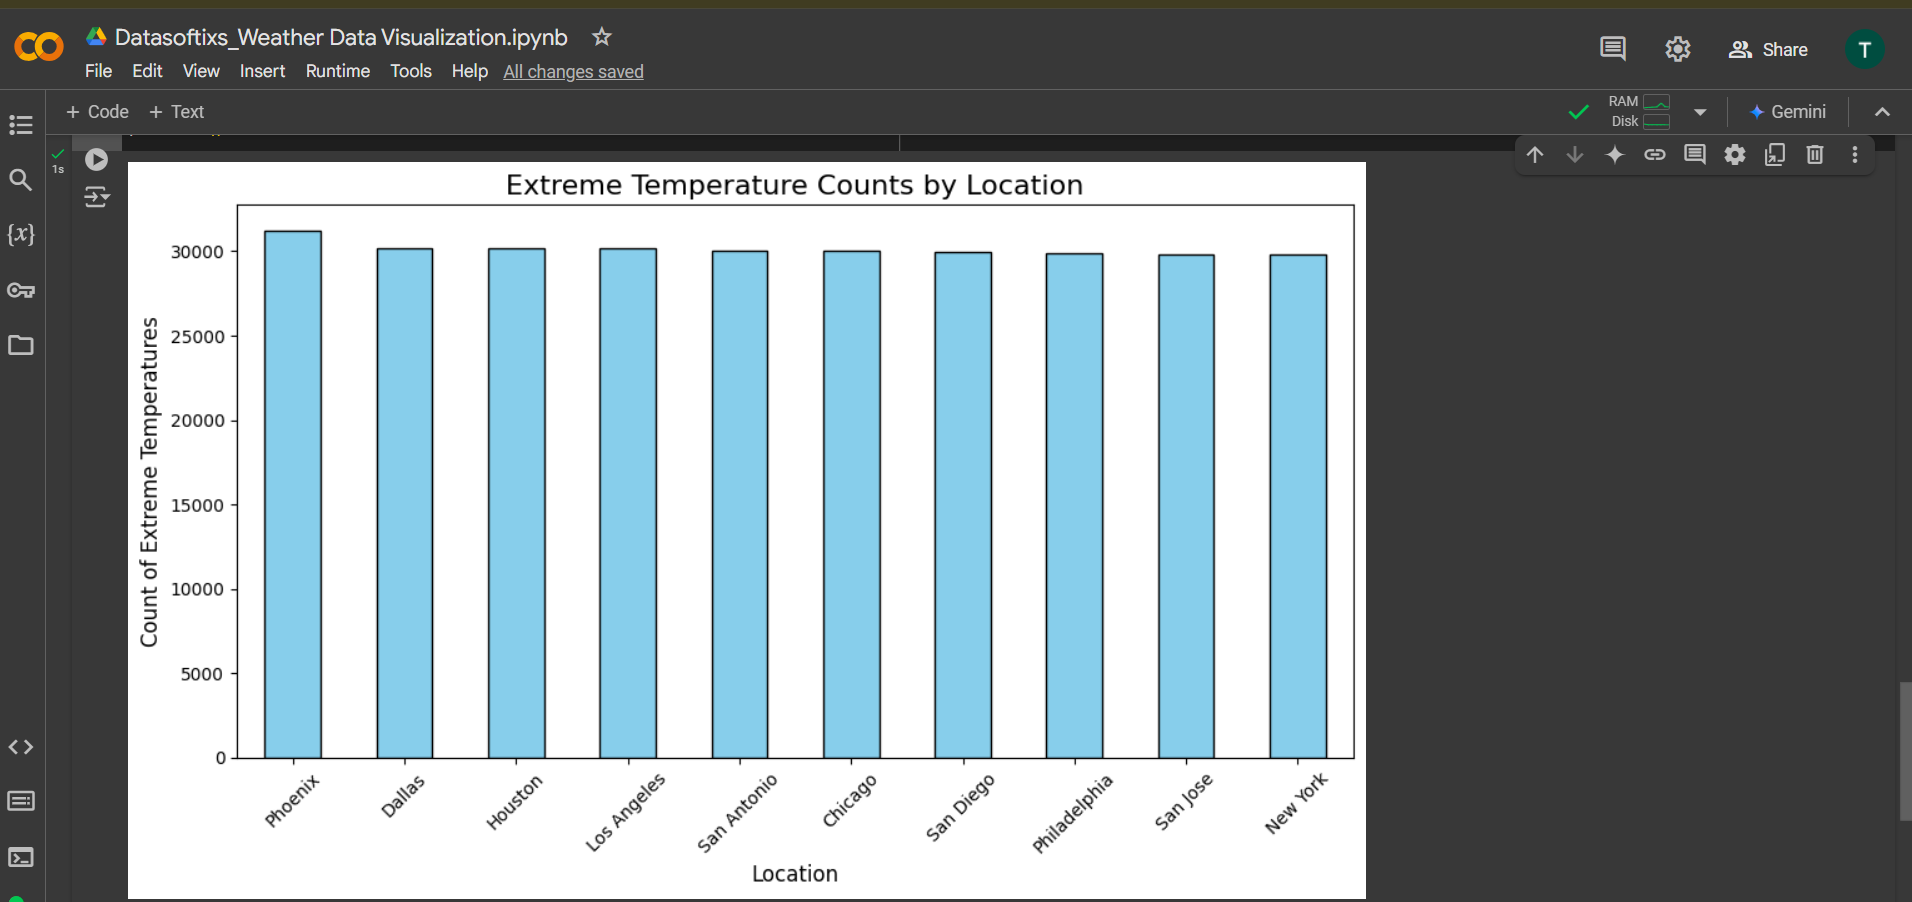 Datasoftixs_Weather Data Visualization.ipynb
File Edit View Insert Runtime Tools Help All changes saved
Share
T
+ Code + Text
RAM
Disk
Gemini
1s
{x}
Extreme Temperature Counts by Location
Count of Extreme Temperatures
30000
25000
20000
15000
10000
5000
0
Phoenix
Dallas
Houston
Los Angeles
San Antonio
Chicago
San Diego
Philadelphia
San Jose
New York
Location